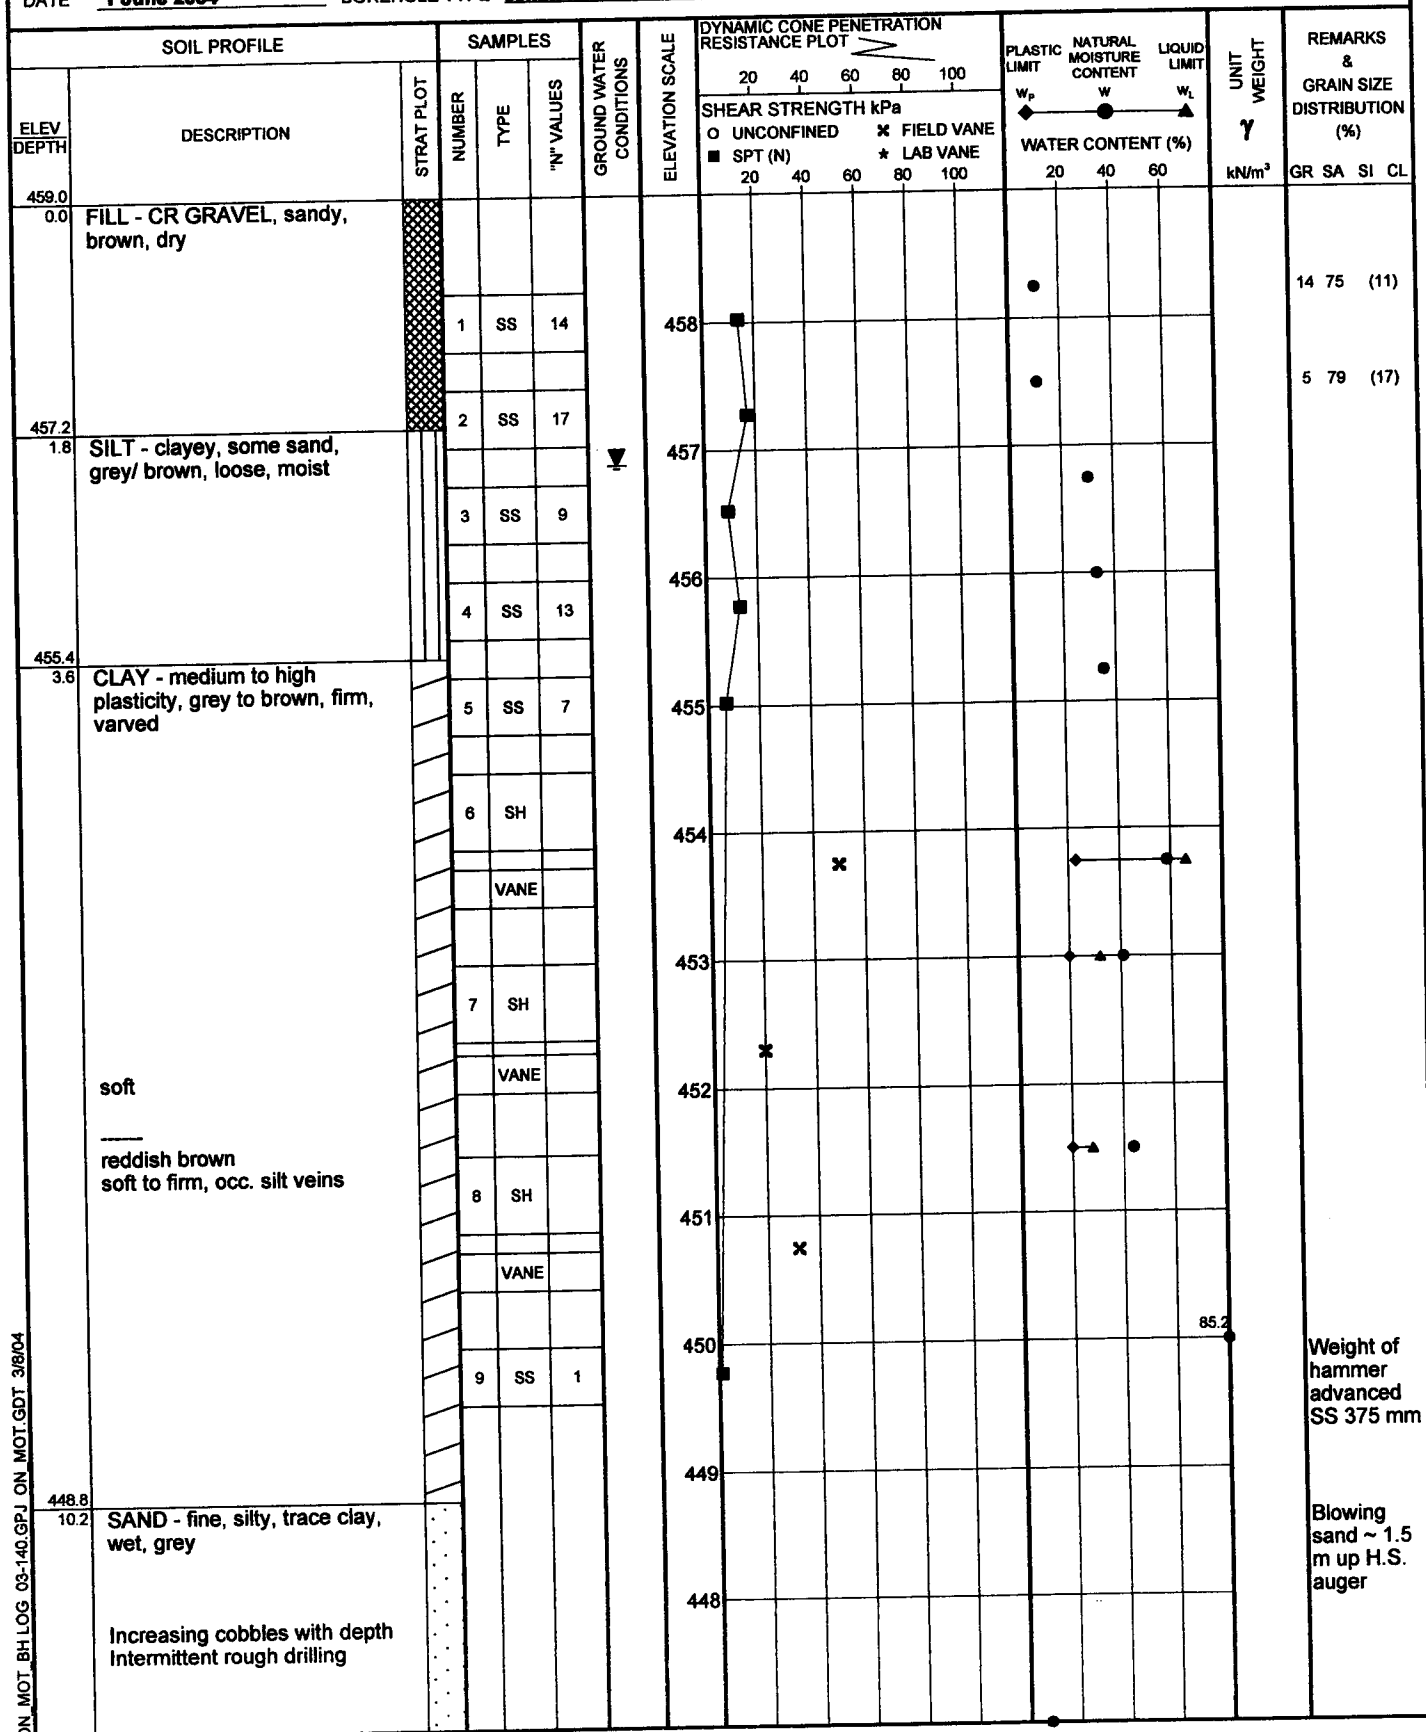 DATE
BOREHOLE TYPE
SOIL PROFILE
SAMPLES
GROUND WATER CONDITIONS
ELEVATION SCALE
DYNAMIC CONE PENETRATION
RESISTANCE PLOT
20 40 60 80 100
SHEAR STRENGTH kPa
UNCONFINED FIELD VANE
SPT (N) LAB VANE
20 40 60 80 100
PLASTIC LIMIT
NATURAL MOISTURE CONTENT
LIQUID LIMIT
WP W WL
WATER CONTENT (%)
20 40 60
UNIT WEIGHT
γ
kN/m³
REMARKS
&
GRAIN SIZE
DISTRIBUTION
(%)
GR SA SI CL
ELEV
DEPTH
DESCRIPTION
STRAT PLOT
NUMBER
TYPE
"N" VALUES
459.0
0.0
FILL - CR GRAVEL, sandy,
brown, dry
14 75 (11)
1 SS 14
458
5 79 (17)
2 SS 17
457.2
1.8
SILT - clayey, some sand,
grey/ brown, loose, moist
457
3 SS 9
456
4 SS 13
455.4
3.6
CLAY - medium to high
plasticity, grey to brown, firm,
varved
5 SS 7
455
6 SH
454
VANE
453
7 SH
VANE
soft
452
reddish brown
soft to firm, occ. silt veins
8 SH
451
VANE
85.2
450
9 SS 1
Weight of
hammer
advanced
SS 375 mm
449
448.8
10.2
SAND - fine, silty, trace clay,
wet, grey
Blowing
sand ~ 1.5
m up H.S.
auger
448
Increasing cobbles with depth
Intermittent rough drilling
ON_MOT_BH LOG 03-140.GPJ ON_MOT.GDT 3/8/04